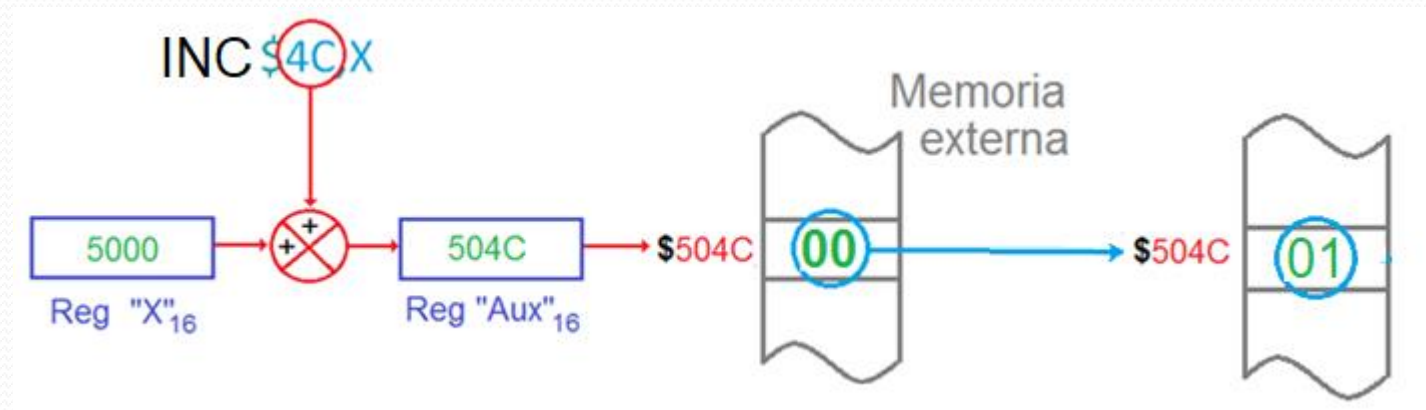 INC $4C,X
Memoria
externa
5000
+
+
504C
$504C
00
$504C
01
Reg "X"16
Reg "Aux"16